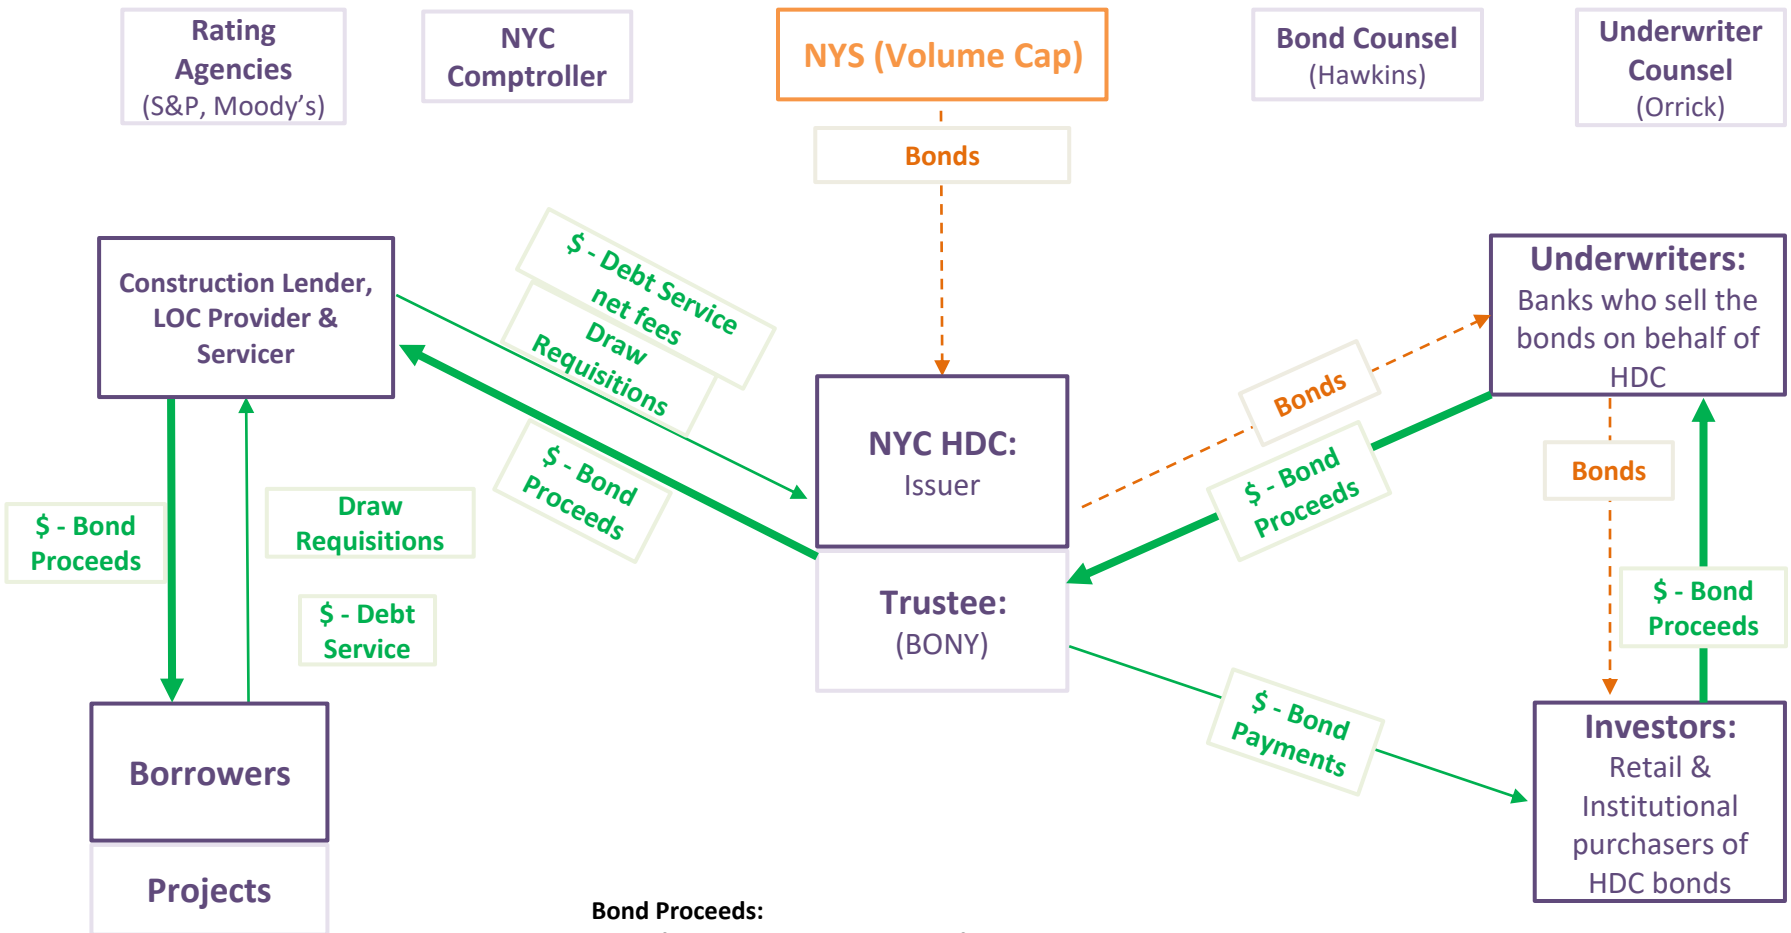 Rating
Agencies
(S&P, Moody's)
NYC
Comptroller
NYS (Volume Cap)
Bond Counsel
(Hawkins)
Underwriter
Counsel
(Orrick)
Bonds
Construction Lender,
LOC Provider &
Servicer
$ - Debt Service
net fees
Draw
Requisitions
$ - Bond
Proceeds
NYC HDC:
Issuer
Trustee:
(BONY)
Bonds
$ - Bond
Proceeds
Underwriters:
Banks who sell the
bonds on behalf of
HDC
Bonds
$ - Bond
Proceeds
$ - Bond
Proceeds
Draw
Requisitions
$ - Debt
Service
$ - Bond
Payments
Investors:
Retail &
Institutional
purchasers of
HDC bonds
Borrowers
Projects
Bond Proceeds: